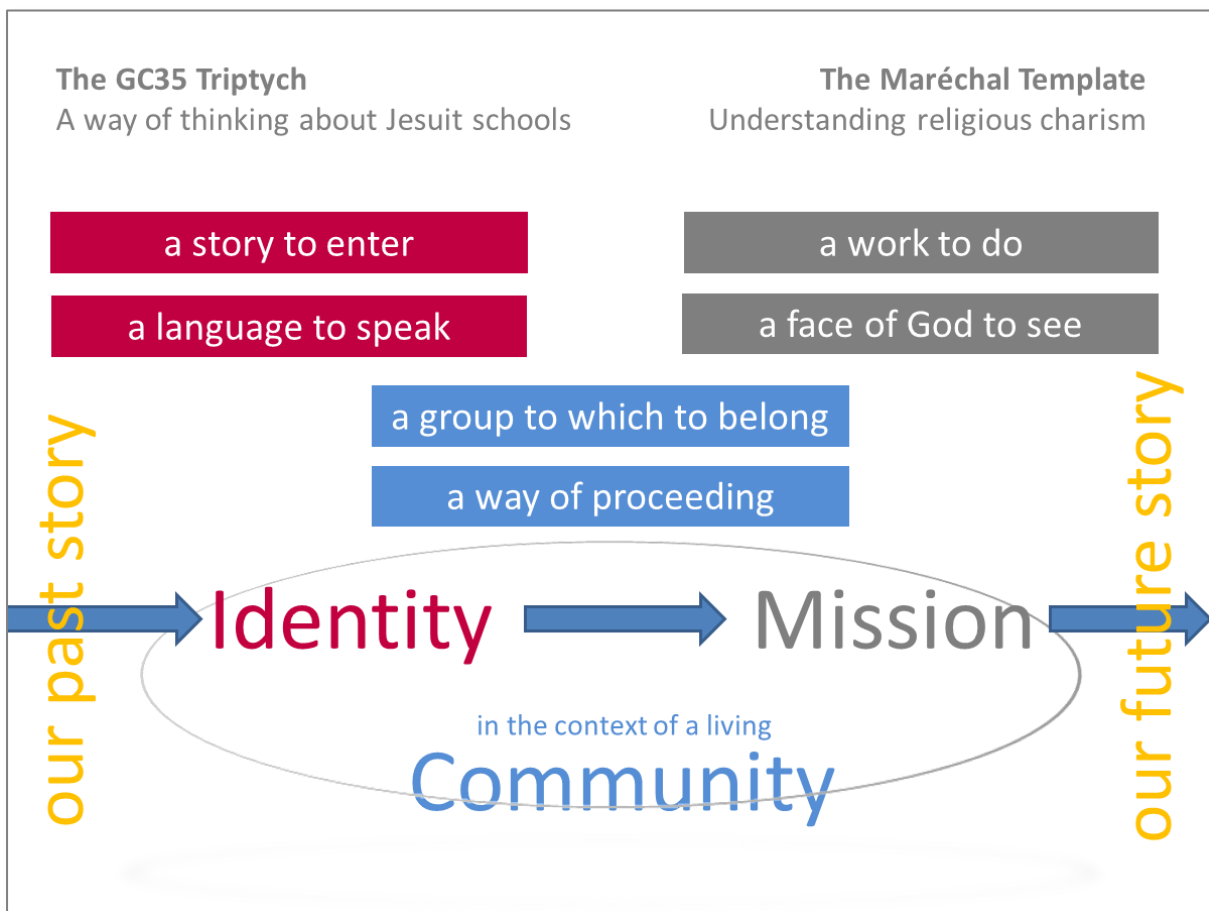 The GC35 Triptych
A way of thinking about Jesuit schools
The Maréchal Template
Understanding religious charism
a story to enter
a language to speak
a work to do
a face of God to see
a group to which to belong
a way of proceeding
our past story
Identity
Mission
in the context of a living
Community
our future story